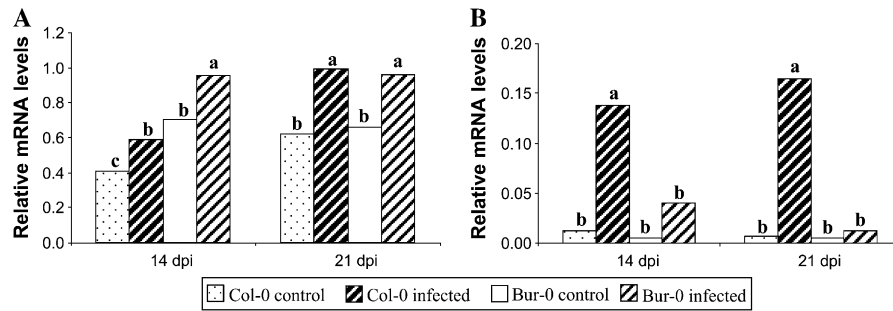 A
Relative mRNA levels
1.2
1.0
0.8
0.6
0.4
0.2
0.0
c
b
b
a
b
a
b
a
14 dpi
21 dpi
B
Relative mRNA levels
0.20
0.15
0.10
0.05
0.00
b
a
b
b
b
a
b
b
14 dpi
21 dpi
Col-0 control
Col-0 infected
Bur-0 control
Bur-0 infected